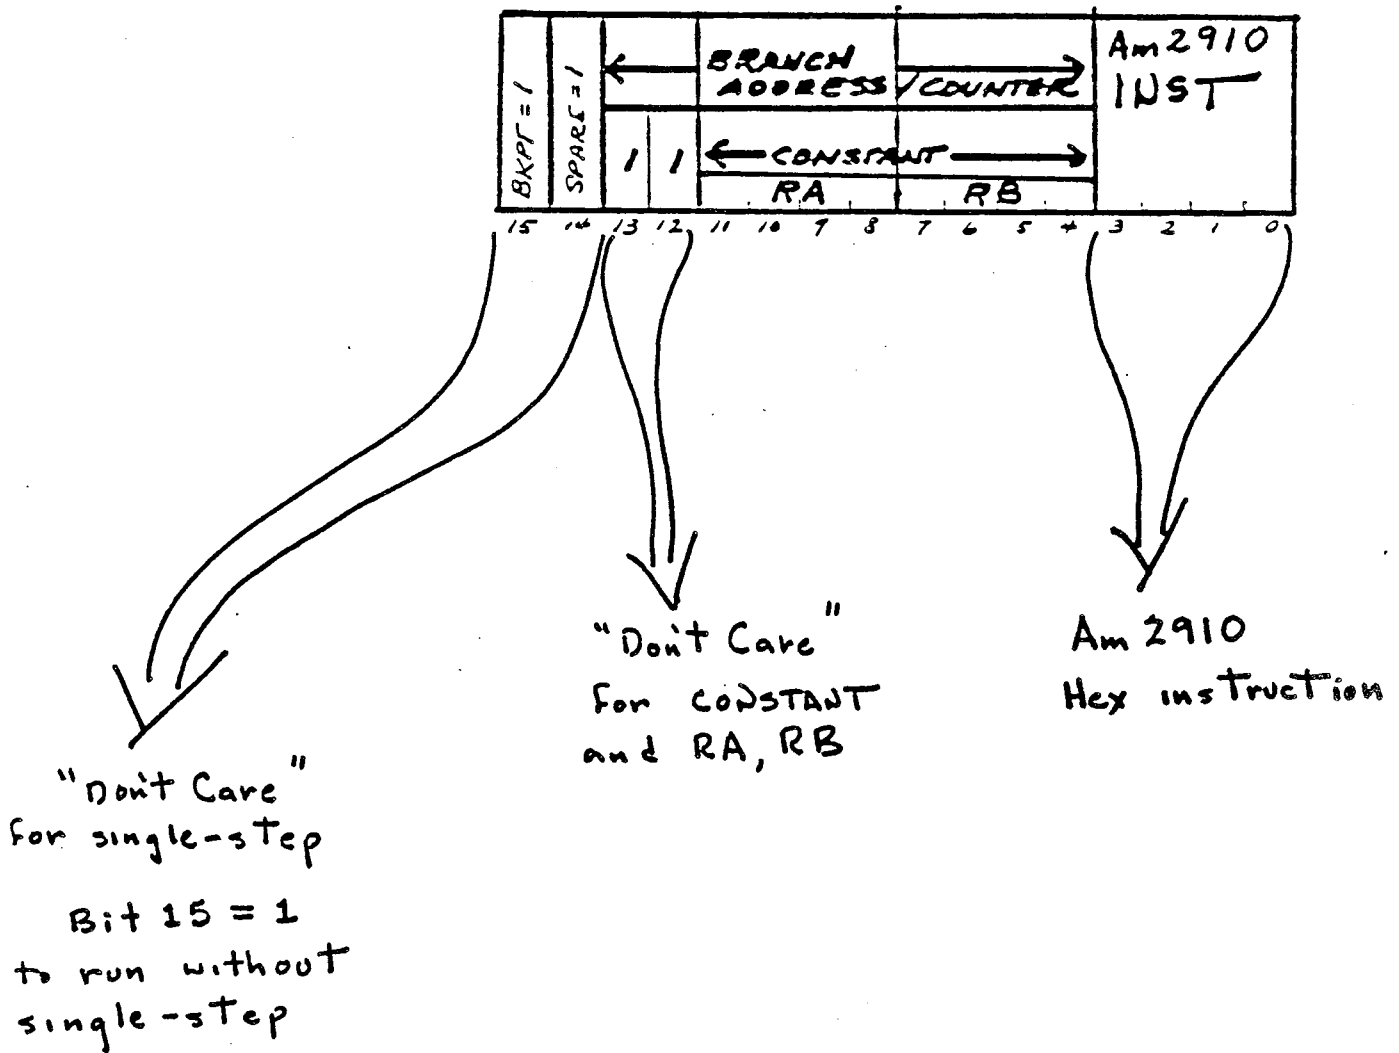 BKPT = 1
SPARE = 1
BRANCH
ADDRESS / COUNTER
Am2910
INST
1 1
CONSTANT
RA RB
15 14 13 12 11 10 9 8 7 6 5 4 3 2 1 0
"Don't Care"
For CONSTANT
and RA, RB
Am 2910
Hex instruction
"Don't Care"
For single-step
Bit 15 = 1
to run without
single-step